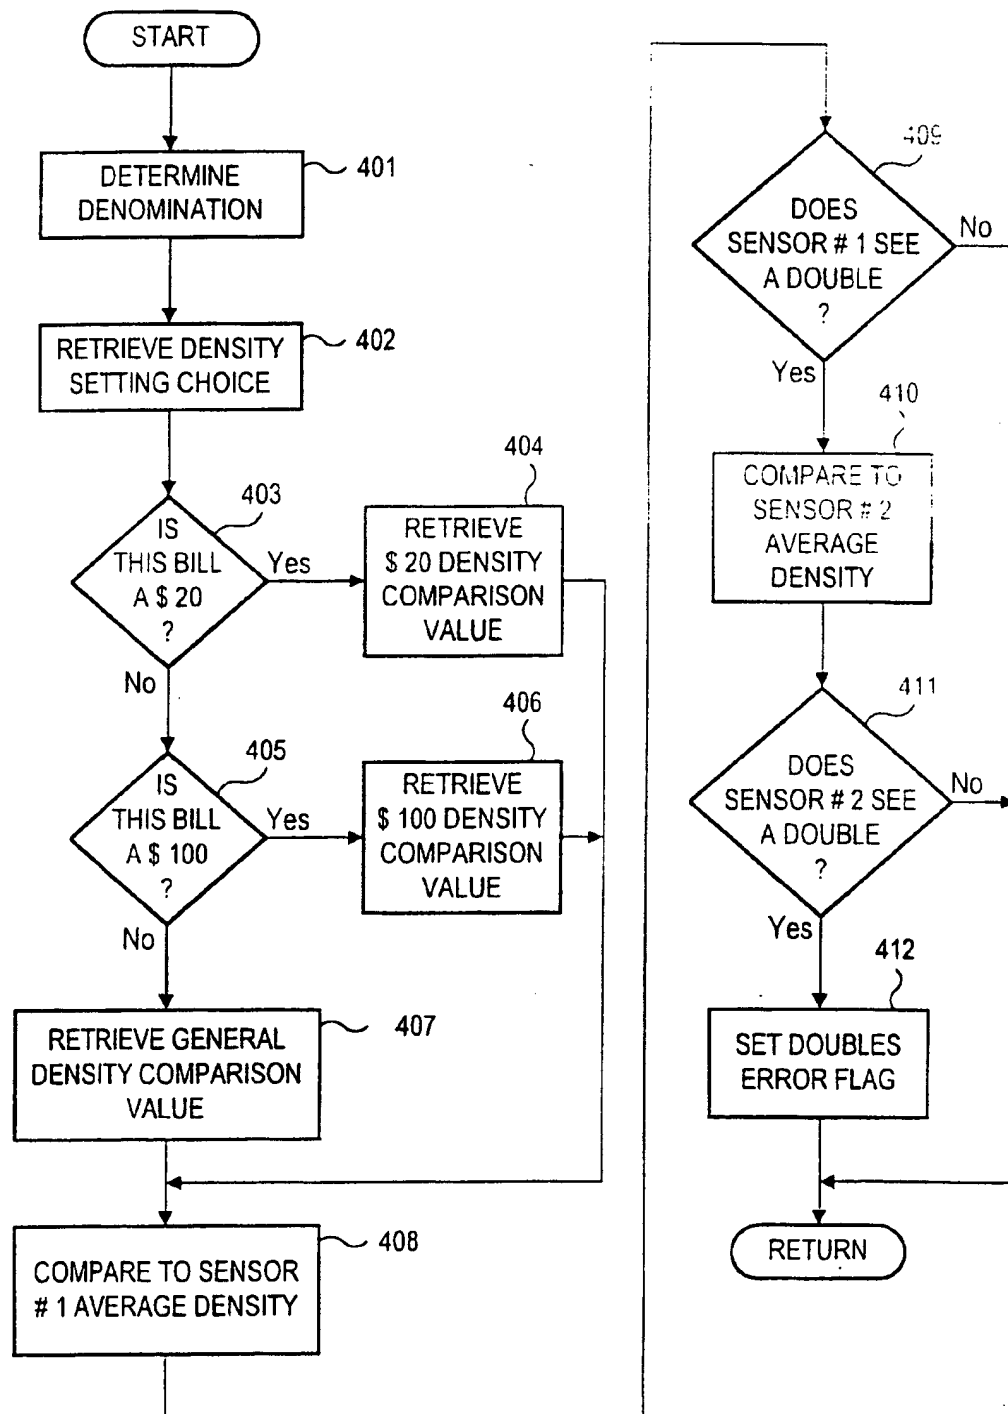 START
401
DETERMINE
DENOMINATION
402
RETRIEVE DENSITY
SETTING CHOICE
403
IS
THIS BILL
A $ 20
?
Yes
No
404
RETRIEVE
$ 20 DENSITY
COMPARISON
VALUE
405
IS
THIS BILL
A $ 100
?
Yes
No
406
RETRIEVE
$ 100 DENSITY
COMPARISON
VALUE
407
RETRIEVE GENERAL
DENSITY COMPARISON
VALUE
408
COMPARE TO SENSOR
# 1 AVERAGE DENSITY
409
DOES
SENSOR # 1 SEE
A DOUBLE
?
No
Yes
410
COMPARE TO
SENSOR # 2
AVERAGE
DENSITY
411
DOES
SENSOR # 2 SEE
A DOUBLE
?
No
Yes
412
SET DOUBLES
ERROR FLAG
RETURN